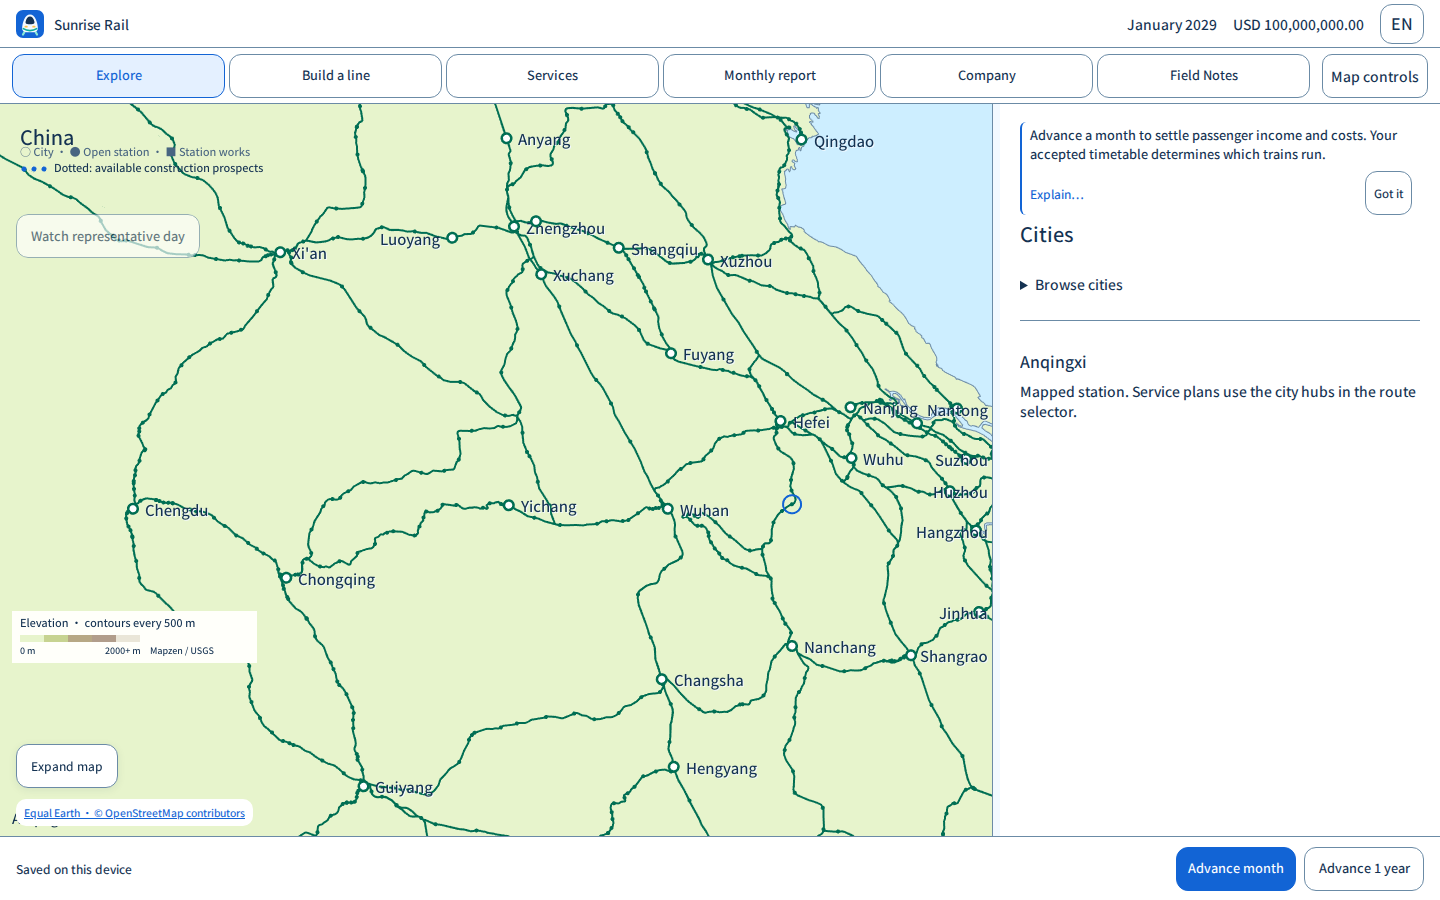 Sunrise Rail
January 2029
USD 100,000,000.00
EN
Explore
Build a line
Services
Monthly report
Company
Field Notes
Map controls
China
City · Open station · Station works
Dotted: available construction prospects
Watch representative day
Anyang
Qingdao
Luoyang
Zhengzhou
Shangqiu
Xuzhou
Xi'an
Xuchang
Fuyang
Hefei
Nanjing
Nantong
Wuhu
Suzhou
Huzhou
Chengdu
Yichang
Wuhan
Hangzhou
Chongqing
Jinhua
Nanchang
Shangrao
Changsha
Hengyang
Guiyang
Elevation · contours every 500 m
0 m
2000+ m
Mapzen / USGS
Expand map
Equal Earth · © OpenStreetMap contributors
Advance a month to settle passenger income and costs. Your
accepted timetable determines which trains run.
Explain...
Got it
Cities
Browse cities
Anqingxi
Mapped station. Service plans use the city hubs in the route
selector.
Saved on this device
Advance month
Advance 1 year